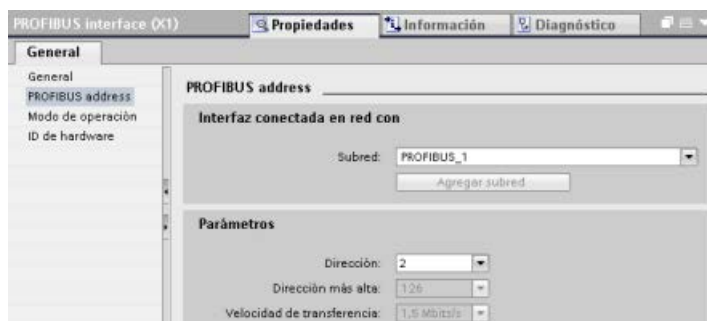 PROFIBUS interface (X1)
Propiedades
Información
Diagnóstico
General
General
PROFIBUS address
Modo de operación
ID de hardware
PROFIBUS address
Interfaz conectada en red con
Subred: PROFIBUS_1
Agregar subred
Parámetros
Dirección: 2
Dirección más alta: 126
Velocidad de transferencia: 1,5 Mbits/s